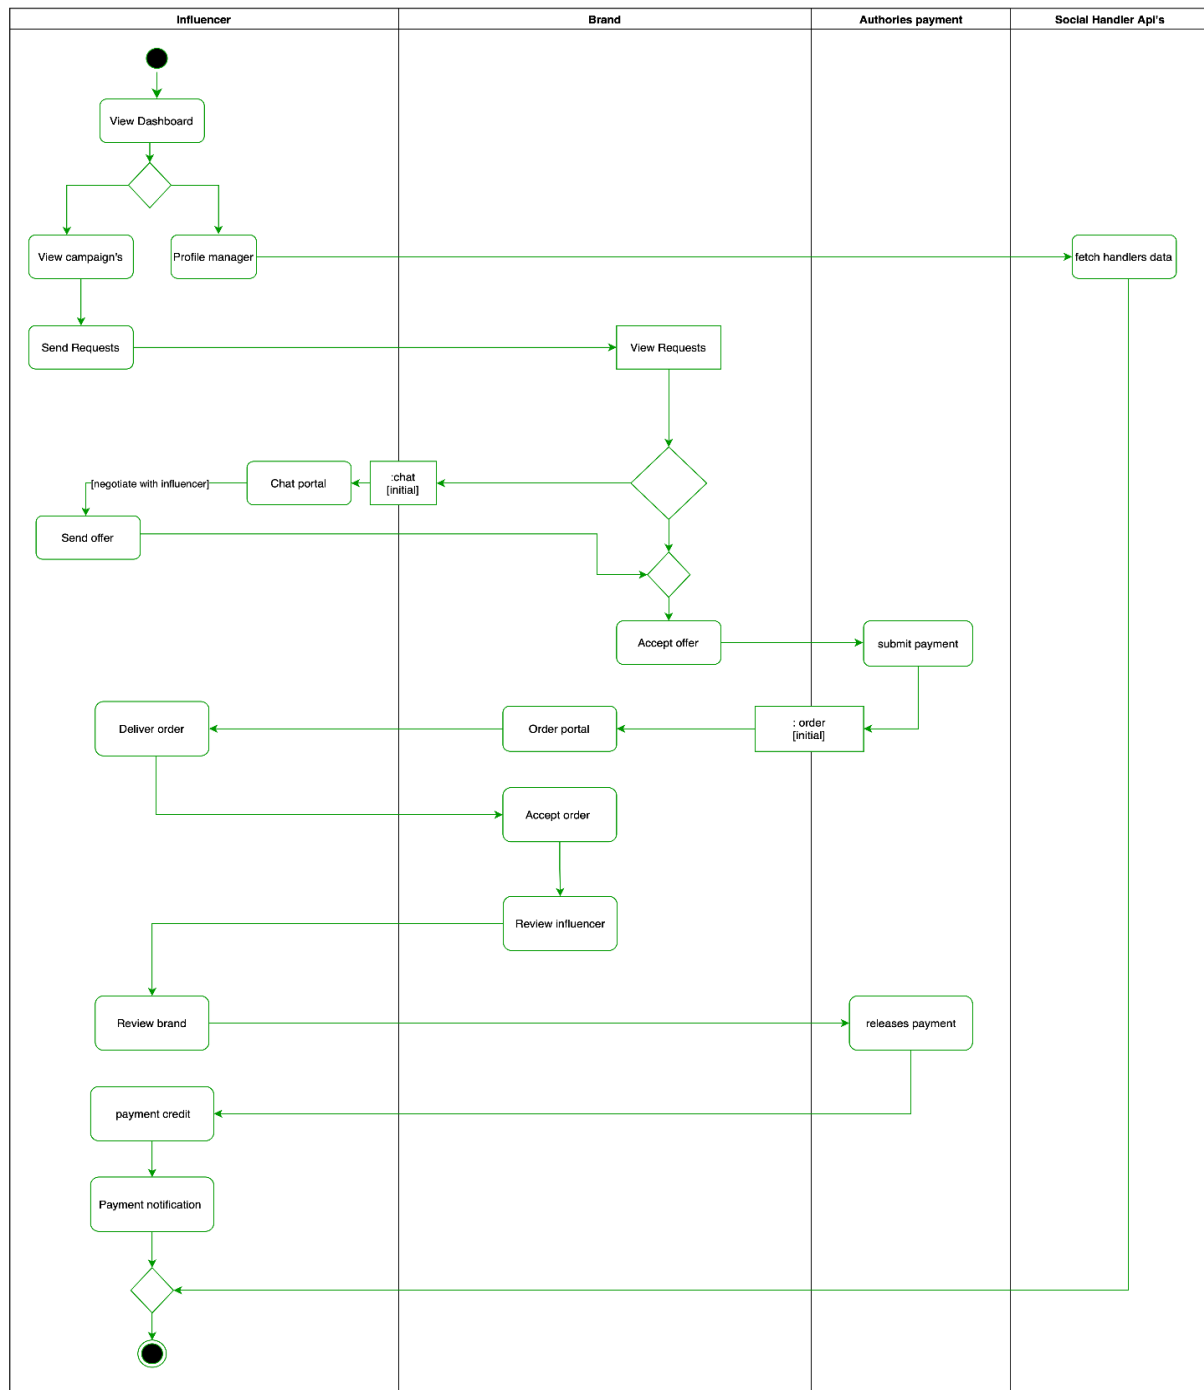 Influencer
Brand
Authories payment
Social Handler Api's
View Dashboard
View campaign's
Profile manager
fetch handlers data
Send Requests
View Requests
[negotiate with influencer]
Chat portal
:chat
[initial]
Send offer
Accept offer
submit payment
Deliver order
Order portal
: order
[initial]
Accept order
Review influencer
Review brand
releases payment
payment credit
Payment notification